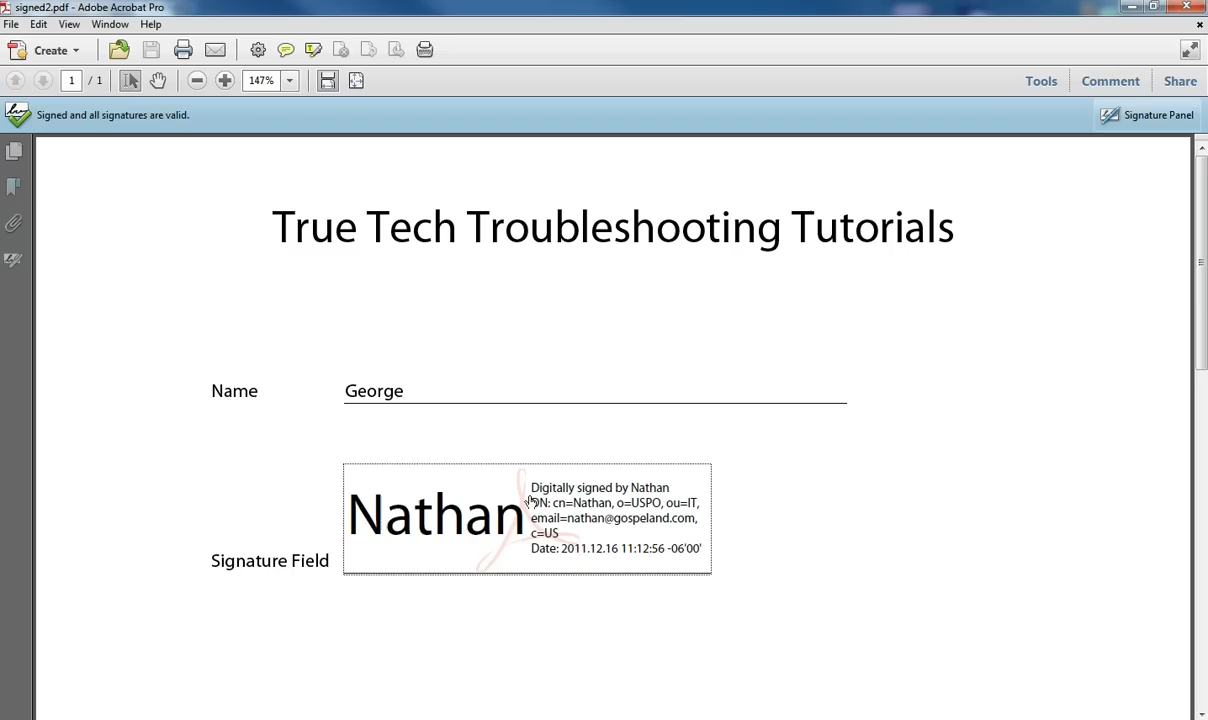 signed2.pdf - Adobe Acrobat Pro
File Edit View Window Help
Create
1 / 1 147% Tools Comment Share
Signed and all signatures are valid. Signature Panel
True Tech Troubleshooting Tutorials
Name George
Nathan
Digitally signed by Nathan
DN: cn=Nathan, o=USPO, ou=IT,
email=nathan@gospeland.com,
c=US
Date: 2011.12.16 11:12:56 -06'00'
Signature Field